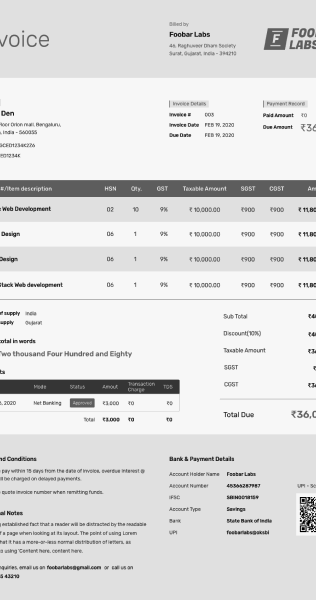 voice
Billed by
Foobar Labs
46, Raghuveer Dham Society
Surat, Gujarat, India - 394210
FOO
LABS
Den
Floor Orion mall, Bengaluru,
, India - 560055
Invoice Details
Invoice # 003
Invoice Date FEB 19, 2020
Due Date FEB 19, 2020
Payment Record
Paid Amount ₹0
Due Amount ₹36
#/Item description HSN Qty. GST Taxable Amount SGST CGST Am
Web Development 02 10 9% ₹ 10,000.00 ₹900 ₹900 ₹ 11,80
Design 06 1 9% ₹ 10,000.00 ₹900 ₹900 ₹ 11,80
Design 06 1 9% ₹ 10,000.00 ₹900 ₹900 ₹ 11,80
Stack Web development 06 1 9% ₹ 10,000.00 ₹900 ₹900 ₹ 11,80
of supply India
supply Gujarat
total in words
Two thousand Four Hundred and Eighty
ts
Mode Status Amout Transaction Charge TDS
, 2020 Net Banking Approved ₹3,000 ₹0 ₹0
Total ₹3,000 ₹0 ₹0
Sub Total ₹40
Discount(10%) ₹40
Taxable Amount ₹36
SGST ₹
CGST ₹36
Total Due ₹36,0
nd Conditions
pay within 15 days from the date of invoice, overdue interest @
ll be charged on delayed payments.
quote invoice number when remitting funds.
al Notes
g established fact that a reader will be distracted by the readable
of a page when looking at its layout. The point of using Lorem
that it has a more-or-less normal distribution of letters, as
o using 'Content here, content here.
nquiries, email us on foobarlabs@gmail.com or call us on
43210
Bank & Payment Details
Account Holder Name Foobar Labs
Account Number 45366287987
IFSC SBIN0018159
Account Type Savings
Bank State Bank of India
UPI foobarlabs@oksbi
UPI - Sc